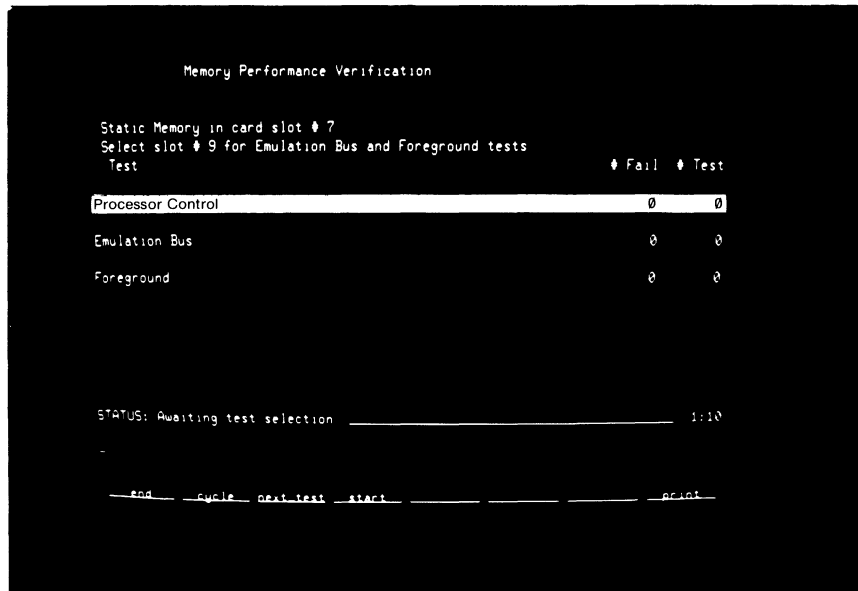 Memory Performance Verification
Static Memory in card slot # 7
Select slot # 9 for Emulation Bus and Foreground tests
Test # Fail # Test
Processor Control 0 0
Emulation Bus 0 0
Foreground 0 0
STATUS: Awaiting test selection 1:10
end cycle next test start print